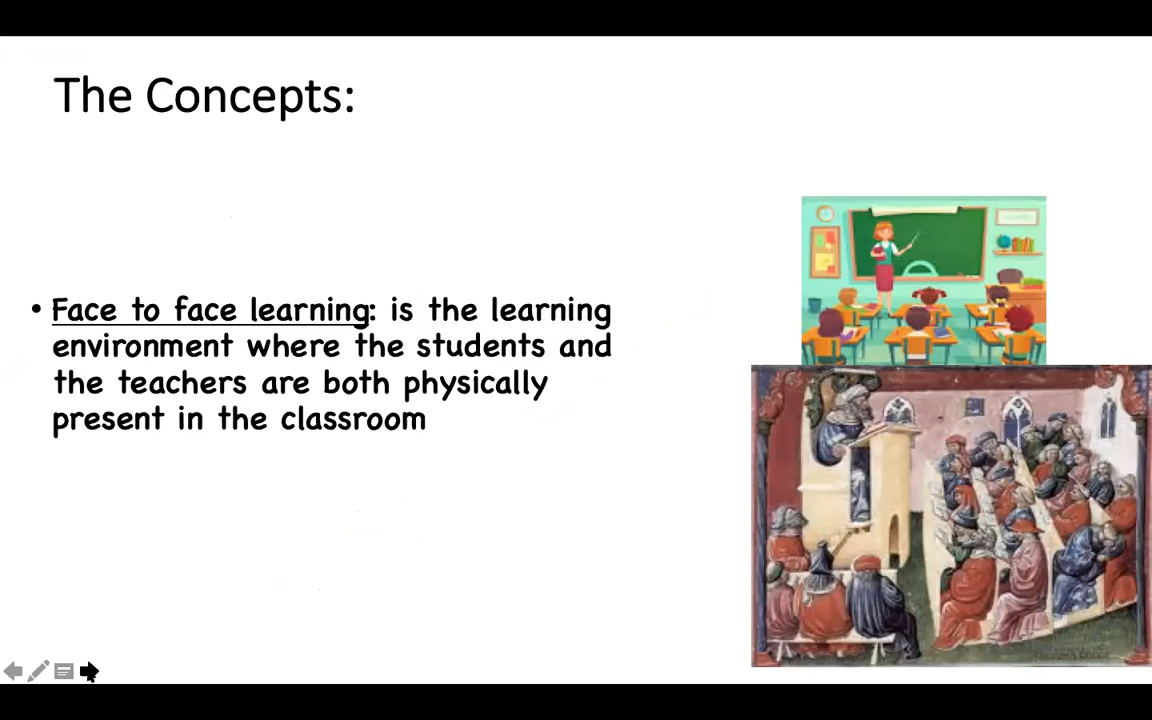 The Concepts:
• Face to face learning: is the learning
environment where the students and
the teachers are both physically
present in the classroom